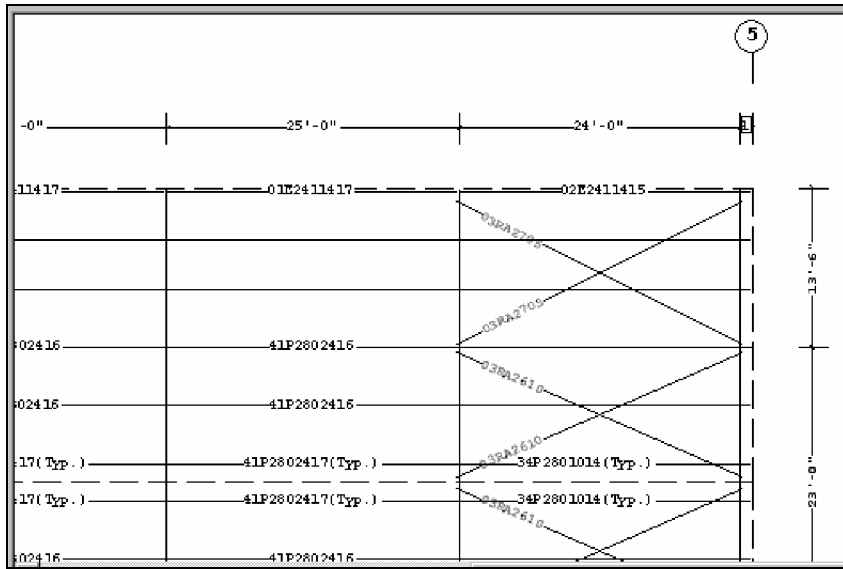 5
-0" 25'-0" 24'-0" 1
11417 01E2411417 02E2411415
03RA2705
13'-6"
03RA2705
02416 41P2802416
03RA2610
02416 41P2802416
03RA2610
17(Typ.) 41P2802417(Typ.) 34P2801014(Typ.)
17(Typ.) 41P2802417(Typ.) 34P2801014(Typ.)
23'-0"
03RA2610
02416 41P2802416